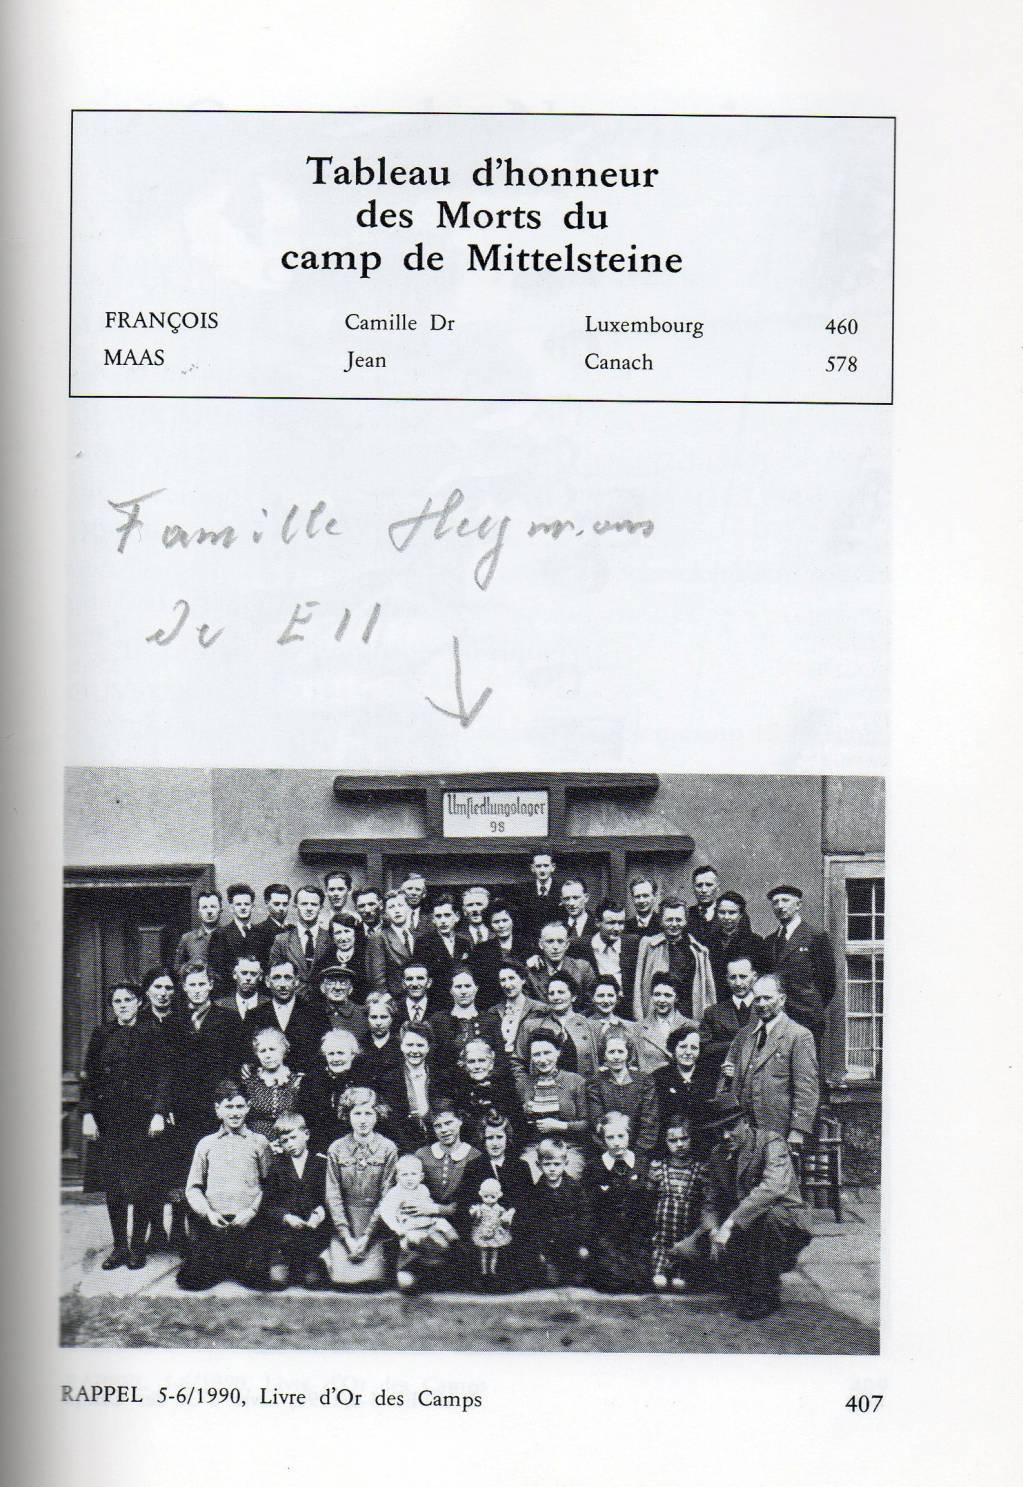 Tableau d'honneur
des Morts du
camp de Mittelsteine
FRANÇOIS Camille Dr Luxembourg 460
MAAS Jean Canach 578
Famille Heymans
de Ell
Umsiedlungslager
98
RAPPEL 5-6/1990, Livre d'Or des Camps 407